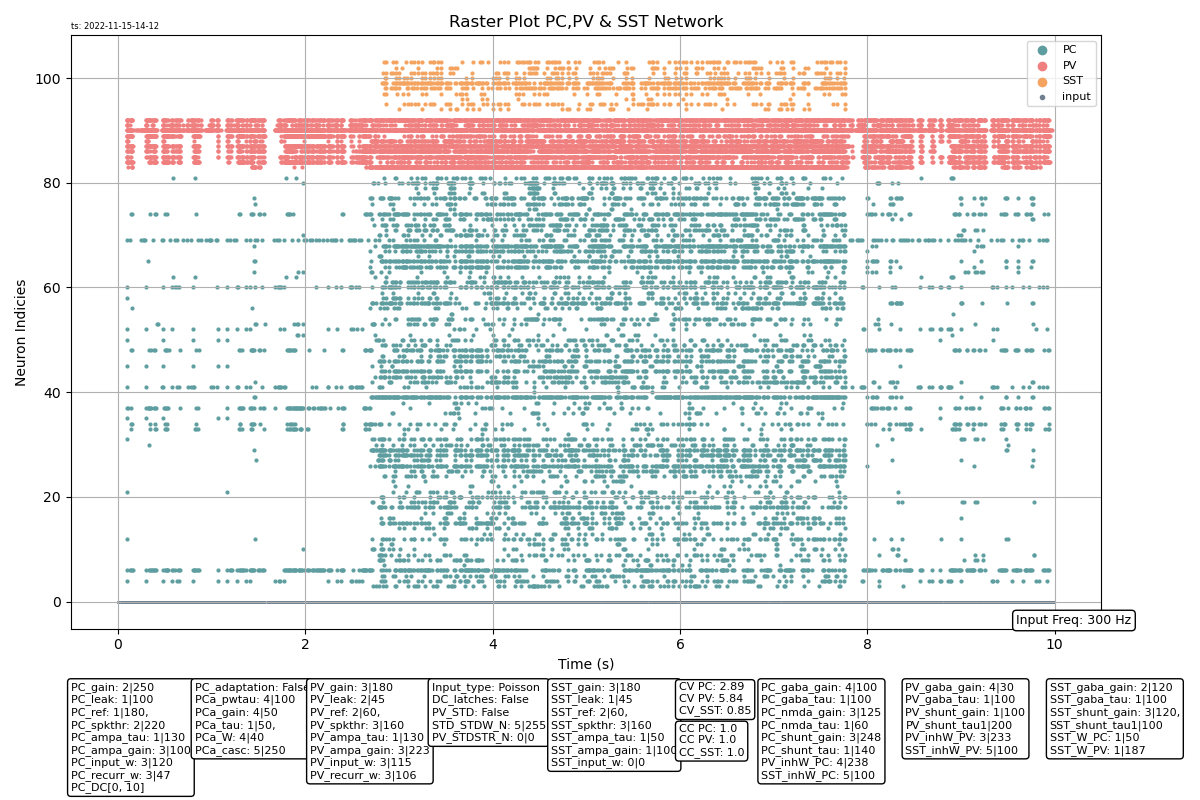 ts: 2022-11-15-14-12
Raster Plot PC,PV & SST Network
PC
PV
SST
input
Neuron Indicies
100
80
60
40
20
0
0 2 4 6 8 10
Time (s)
Input Freq: 300 Hz
PC_gain: 2|250
PC_leak: 1|100
PC_ref: 1|180,
PC_spkthr: 2|220
PC_ampa_tau: 1|130
PC_ampa_gain: 3|100
PC_input_w: 3|120
PC_recurr_w: 3|47
PC_DC[0, 10]
PC_adaptation: False
PCa_pwtau: 4|100
PCa_gain: 4|50
PCa_tau: 1|50,
PCa_W: 4|40
PCa_casc: 5|250
PV_gain: 3|180
PV_leak: 2|45
PV_ref: 2|60,
PV_spkthr: 3|160
PV_ampa_tau: 1|130
PV_ampa_gain: 3|223
PV_input_w: 3|115
PV_recurr_w: 3|106
Input_type: Poisson
DC_latches: False
PV_STD: False
STD_STDW_N: 5|255
PV_STDSTR_N: 0|0
SST_gain: 3|180
SST_leak: 1|45
SST_ref: 2|60,
SST_spkthr: 3|160
SST_ampa_tau: 1|50
SST_ampa_gain: 1|100
SST_input_w: 0|0
CV PC: 2.89
CV PV: 5.84
CV_SST: 0.85
CC PC: 1.0
CC PV: 1.0
CC_SST: 1.0
PC_gaba_gain: 4|100
PC_gaba_tau: 1|100
PC_nmda_gain: 3|125
PC_nmda_tau: 1|60
PC_shunt_gain: 3|248
PC_shunt_tau: 1|140
PV_inhW_PC: 4|238
SST_inhW_PC: 5|100
PV_gaba_gain: 4|30
PV_gaba_tau: 1|100
PV_shunt_gain: 1|100
PV_shunt_tau1|200
PV_inhW_PV: 3|233
SST_inhW_PV: 5|100
SST_gaba_gain: 2|120
SST_gaba_tau: 1|100
SST_shunt_gain: 3|120,
SST_shunt_tau1|100
SST_W_PC: 1|50
SST_W_PV: 1|187